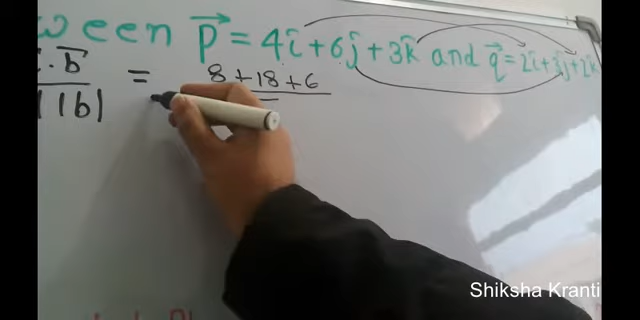 ween p⃗ = 4î + 6ĵ + 3k̂ and q⃗ = 2î + 3ĵ + 2k̂
. b⃗ = 8 + 18 + 6
| |b|
Shiksha Kranti